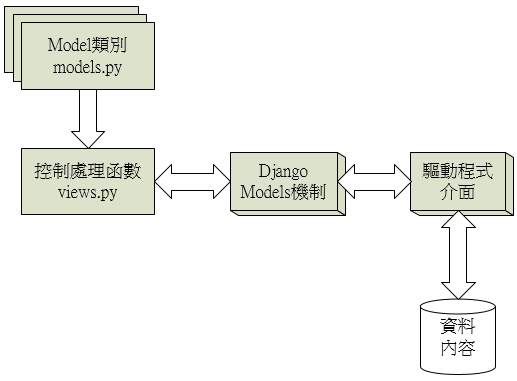 Model類別
models.py
控制處理函數
views.py
Django
Models機制
驅動程式
介面
資料
內容